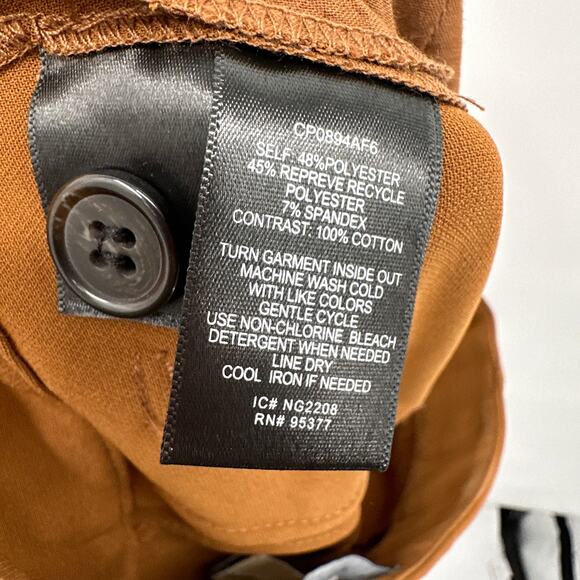 CP0894AF6
SELF: 48%POLYESTER
45% REPREVE RECYCLE
POLYESTER
7% SPANDEX
CONTRAST: 100% COTTON
TURN GARMENT INSIDE OUT
MACHINE WASH COLD
WITH LIKE COLORS
GENTLE CYCLE
USE NON-CHLORINE BLEACH
DETERGENT WHEN NEEDED
LINE DRY
COOL IRON IF NEEDED
IC# NG2208
RN# 95377